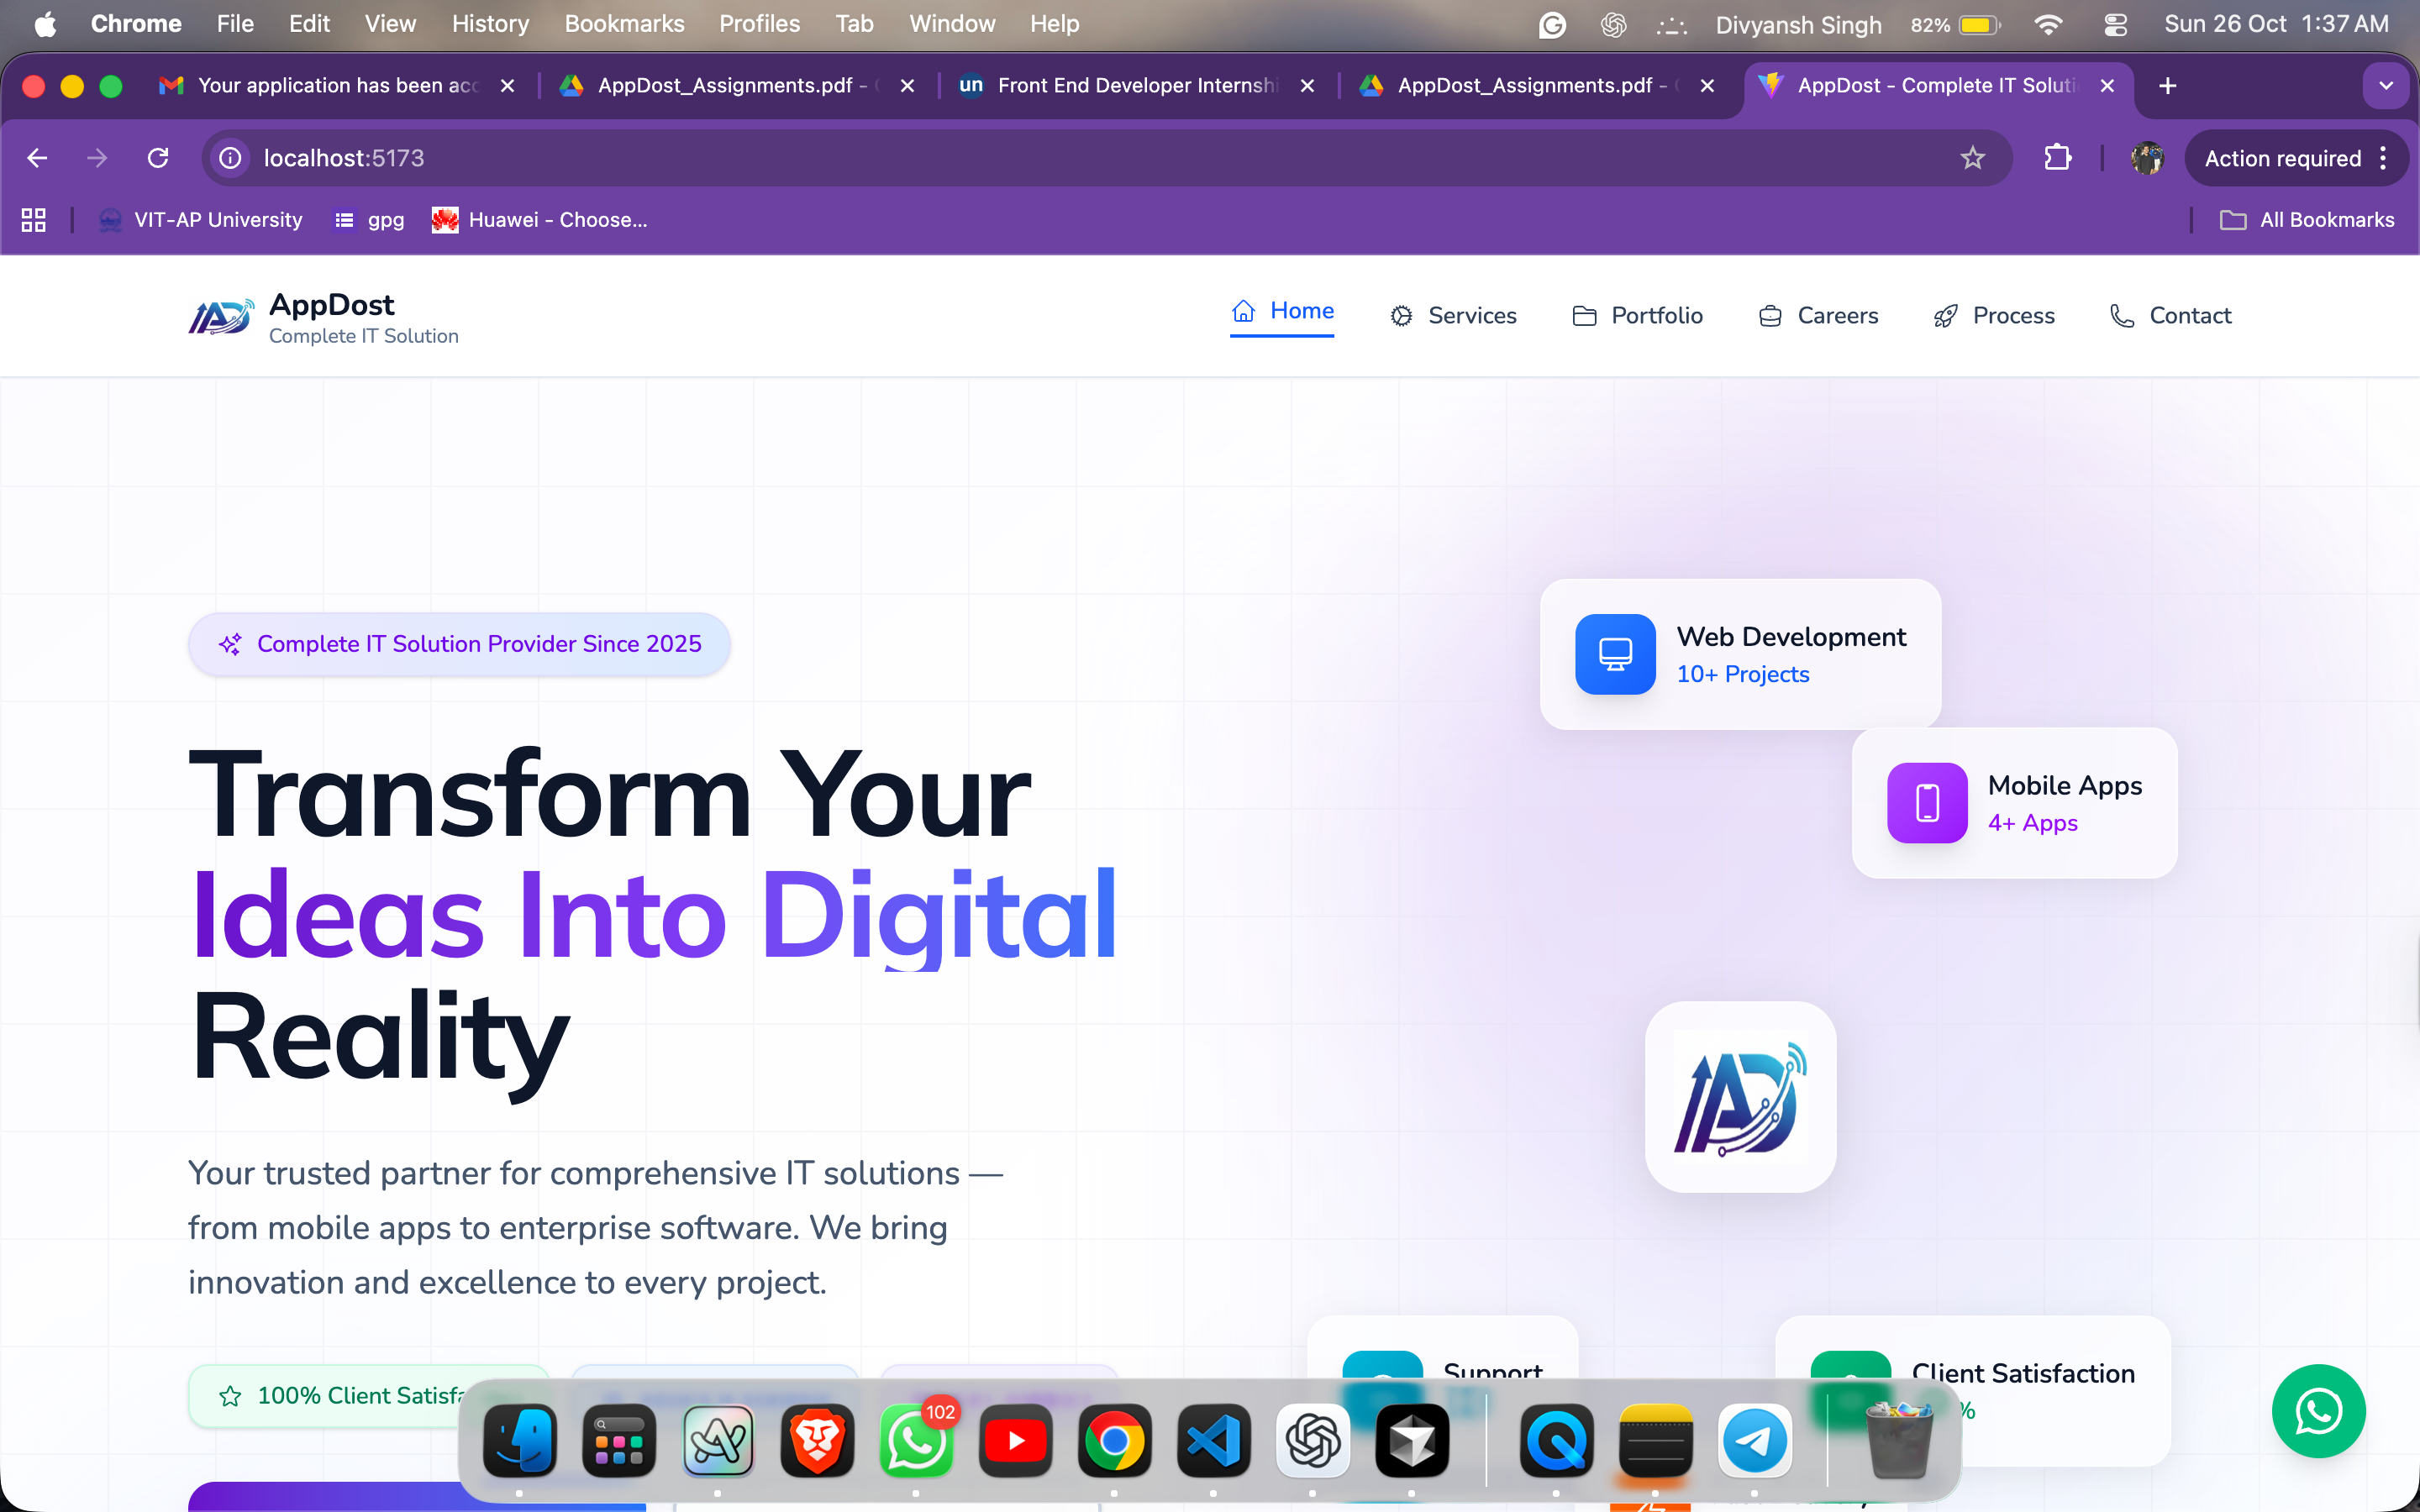 Chrome File Edit View History Bookmarks Profiles Tab Window Help Divyansh Singh 82% Sun 26 Oct 1:37 AM
Your application has been acc
AppDost_Assignments.pdf -
un Front End Developer Internshi
AppDost_Assignments.pdf -
AppDost - Complete IT Soluti
localhost:5173
Action required
VIT-AP University gpg Huawei - Choose... All Bookmarks
AppDost
Complete IT Solution
Home Services Portfolio Careers Process Contact
Complete IT Solution Provider Since 2025
Transform Your
Ideas Into Digital
Reality
Your trusted partner for comprehensive IT solutions —
from mobile apps to enterprise software. We bring
innovation and excellence to every project.
100% Client Satisfa
Web Development
10+ Projects
Mobile Apps
4+ Apps
AD
Support
Client Satisfaction
%
102